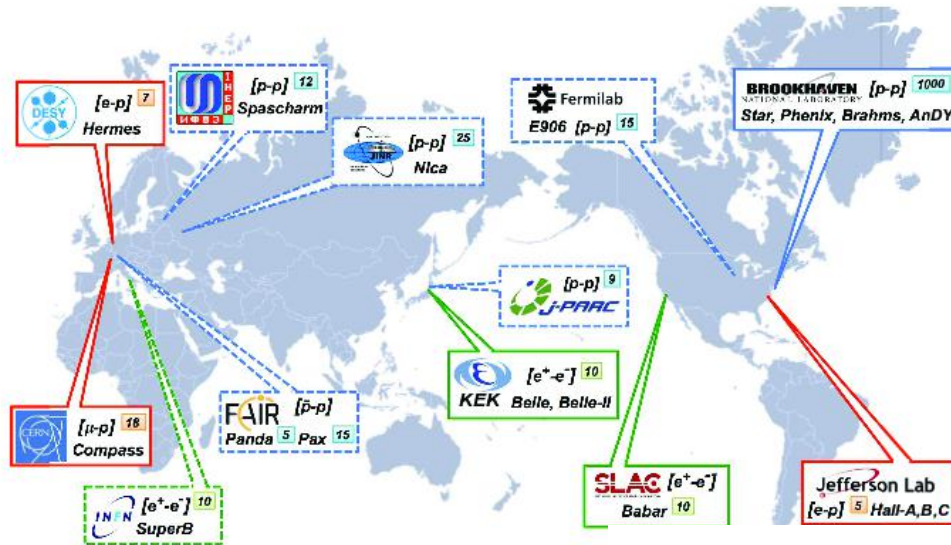 DESY
[e-p] 7
Hermes
ИФВЭ
IHEP
[p-p] 12
Spascharm
JINR
[p-p] 25
Nica
Fermilab
E906 [p-p] 15
BROOKHAVEN
NATIONAL LABORATORY
[p-p] 1000
Star, Phenix, Brahms, AnDY
[p-p] 9
J-PARC
KEK
[e⁺-e⁻] 10
Belle, Belle-II
CERN
[μ-p] 18
Compass
FAIR
[p̄-p]
Panda 5 Pax 15
INFN
[e⁺-e⁻] 10
SuperB
SLAC [e⁺-e⁻]
Babar 10
Jefferson Lab
[e-p] 5 Hall-A,B,C